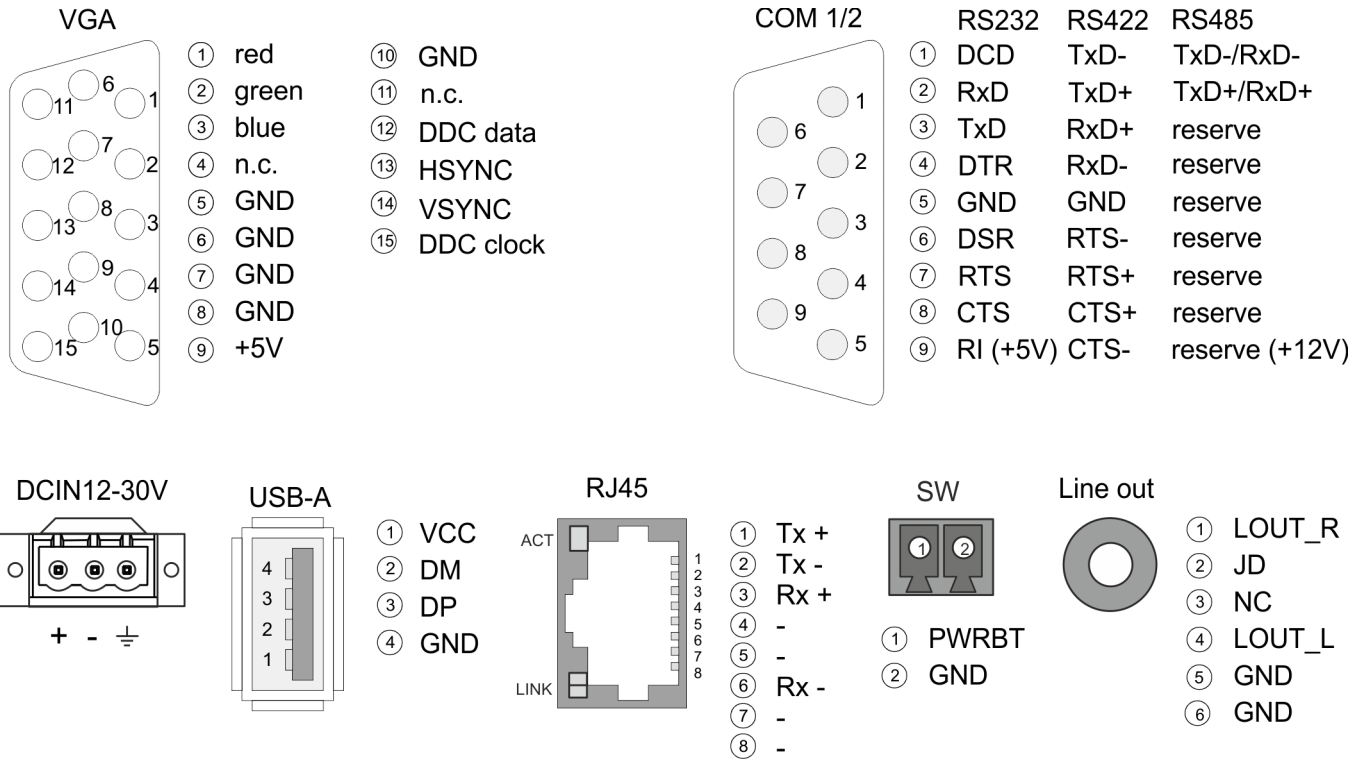 VGA
6
11
1
7
12
2
8
13
3
9
14
4
10
15
5
1 red
2 green
3 blue
4 n.c.
5 GND
6 GND
7 GND
8 GND
9 +5V
10 GND
11 n.c.
12 DDC data
13 HSYNC
14 VSYNC
15 DDC clock
COM 1/2
1
6
2
7
3
8
4
9
5
RS232 RS422 RS485
1 DCD TxD- TxD-/RxD-
2 RxD TxD+ TxD+/RxD+
3 TxD RxD+ reserve
4 DTR RxD- reserve
5 GND GND reserve
6 DSR RTS- reserve
7 RTS RTS+ reserve
8 CTS CTS+ reserve
9 RI (+5V) CTS- reserve (+12V)
DCIN12-30V
+ -
USB-A
4
3
2
1
1 VCC
2 DM
3 DP
4 GND
RJ45
ACT
LINK
1
2
3
4
5
6
7
8
1 Tx +
2 Tx -
3 Rx +
4 -
5 -
6 Rx -
7 -
8 -
SW
1 2
1 PWRBT
2 GND
Line out
1 LOUT_R
2 JD
3 NC
4 LOUT_L
5 GND
6 GND